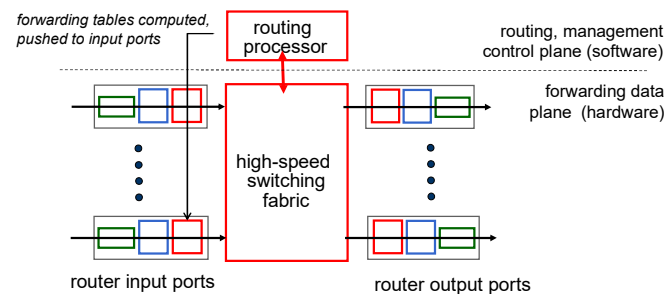 forwarding tables computed,
pushed to input ports
routing
processor
routing, management
control plane (software)
forwarding data
plane (hardware)
high-speed
switching
fabric
router input ports
router output ports